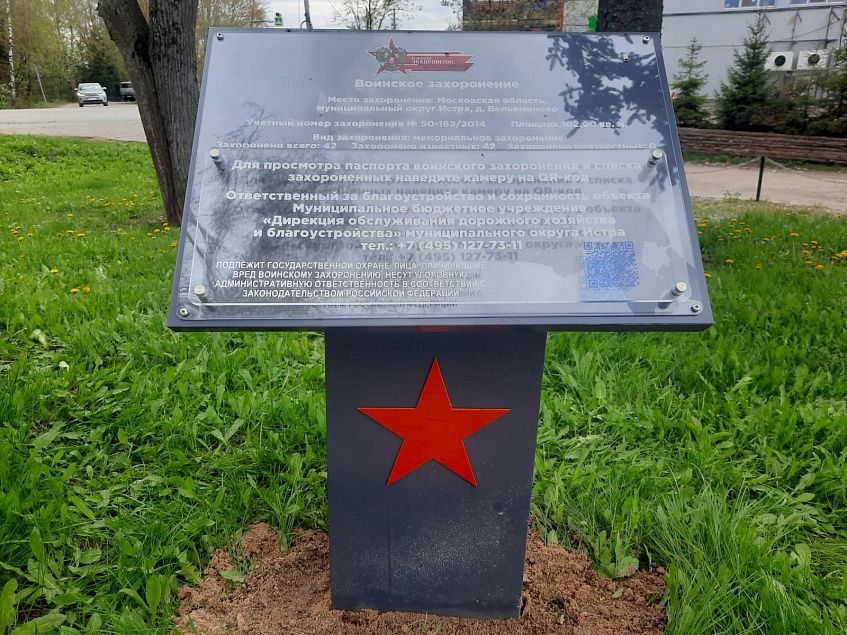 ЗАХОРОНЕНИЕ
Воинское захоронение
Место захоронения: Московская область,
муниципальный округ Истра, д. Вельяминово
Учетный номер захоронения № 50-162/2014 Площадь 102,00 кв. м.
Вид захоронения: мемориальное захоронение
Захоронено всего: 42 Захоронено известных: 42 Захоронено неизвестных: 0
Для просмотра паспорта воинского захоронения и списка
захороненных наведите камеру на QR-код
Ответственный за благоустройство и сохранность объекта
Муниципальное бюджетное учреждение
«Дирекция обслуживания дорожного хозяйства
и благоустройства» муниципального округа Истра
тел.: +7 (495) 127-73-11
ПОДЛЕЖИТ ГОСУДАРСТВЕННОЙ ОХРАНЕ. ЛИЦА, ПРИЧИНИВШИЕ
ВРЕД ВОИНСКОМУ ЗАХОРОНЕНИЮ, НЕСУТ УГОЛОВНУЮ,
АДМИНИСТРАТИВНУЮ ОТВЕТСТВЕННОСТЬ В СООТВЕТСТВИИ С
ЗАКОНОДАТЕЛЬСТВОМ РОССИЙСКОЙ ФЕДЕРАЦИИ